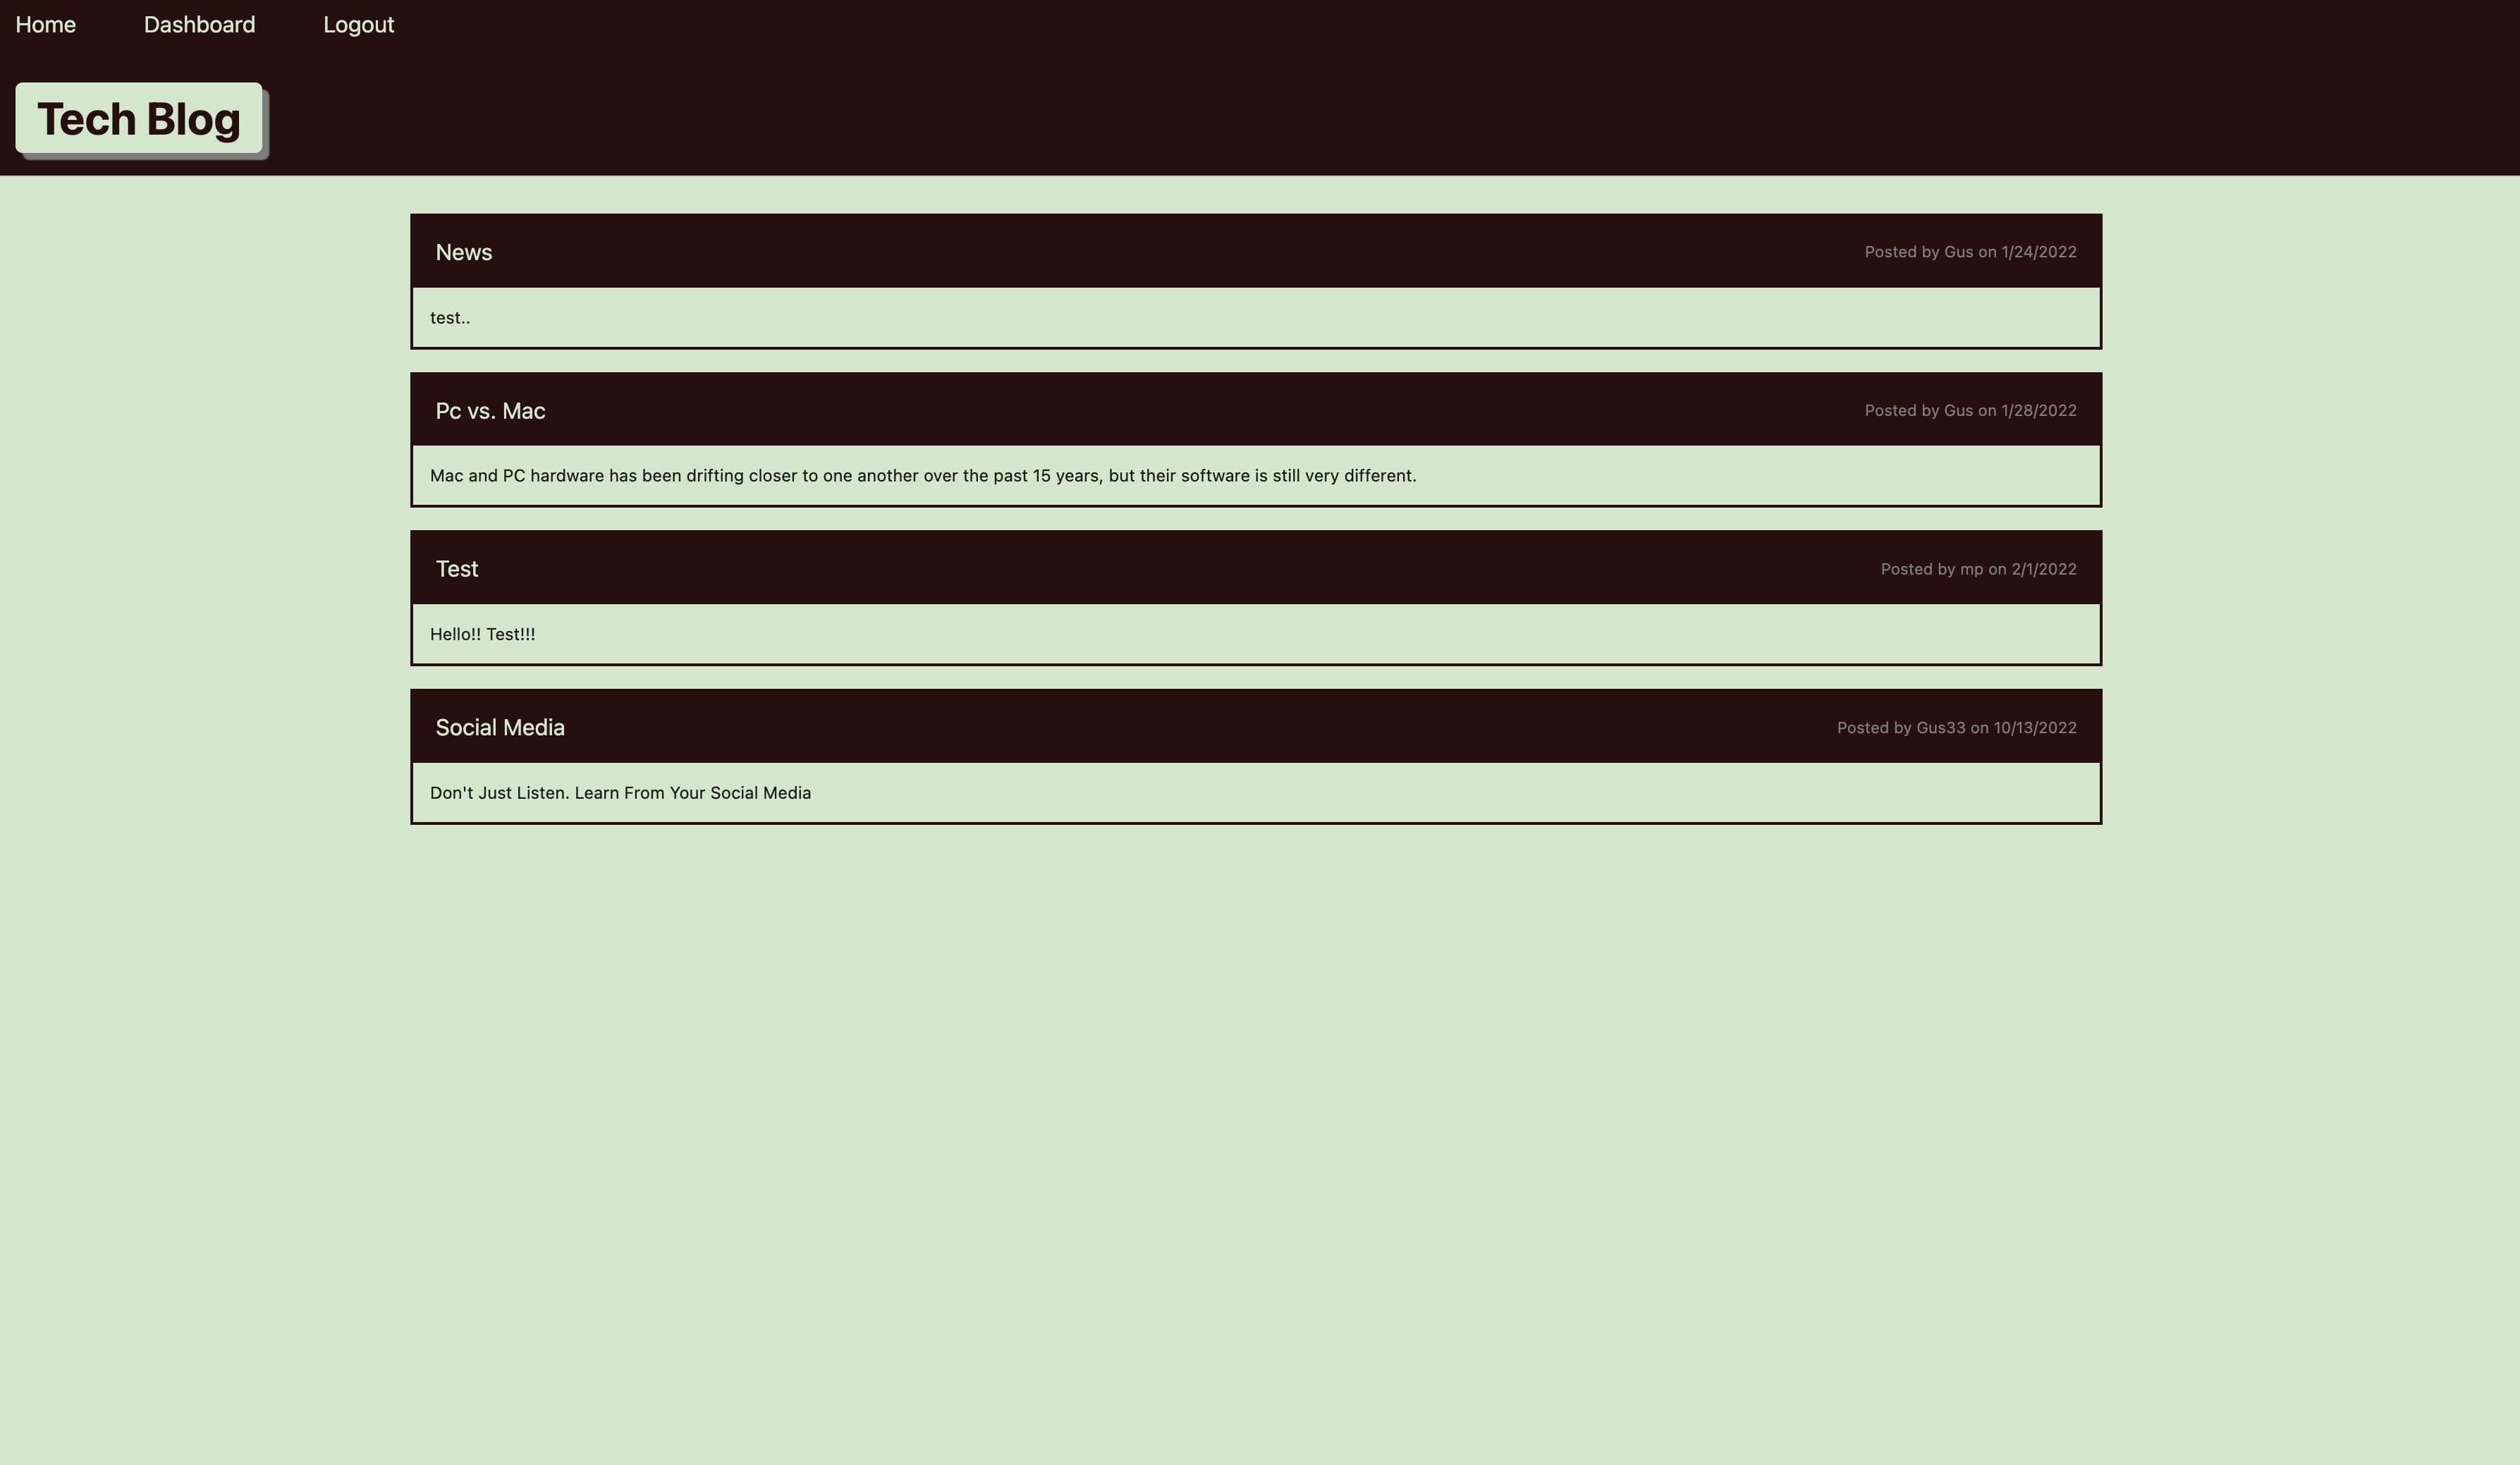 Home Dashboard Logout
Tech Blog
News Posted by Gus on 1/24/2022
test..
Pc vs. Mac Posted by Gus on 1/28/2022
Mac and PC hardware has been drifting closer to one another over the past 15 years, but their software is still very different.
Test Posted by mp on 2/1/2022
Hello!! Test!!!
Social Media Posted by Gus33 on 10/13/2022
Don't Just Listen. Learn From Your Social Media